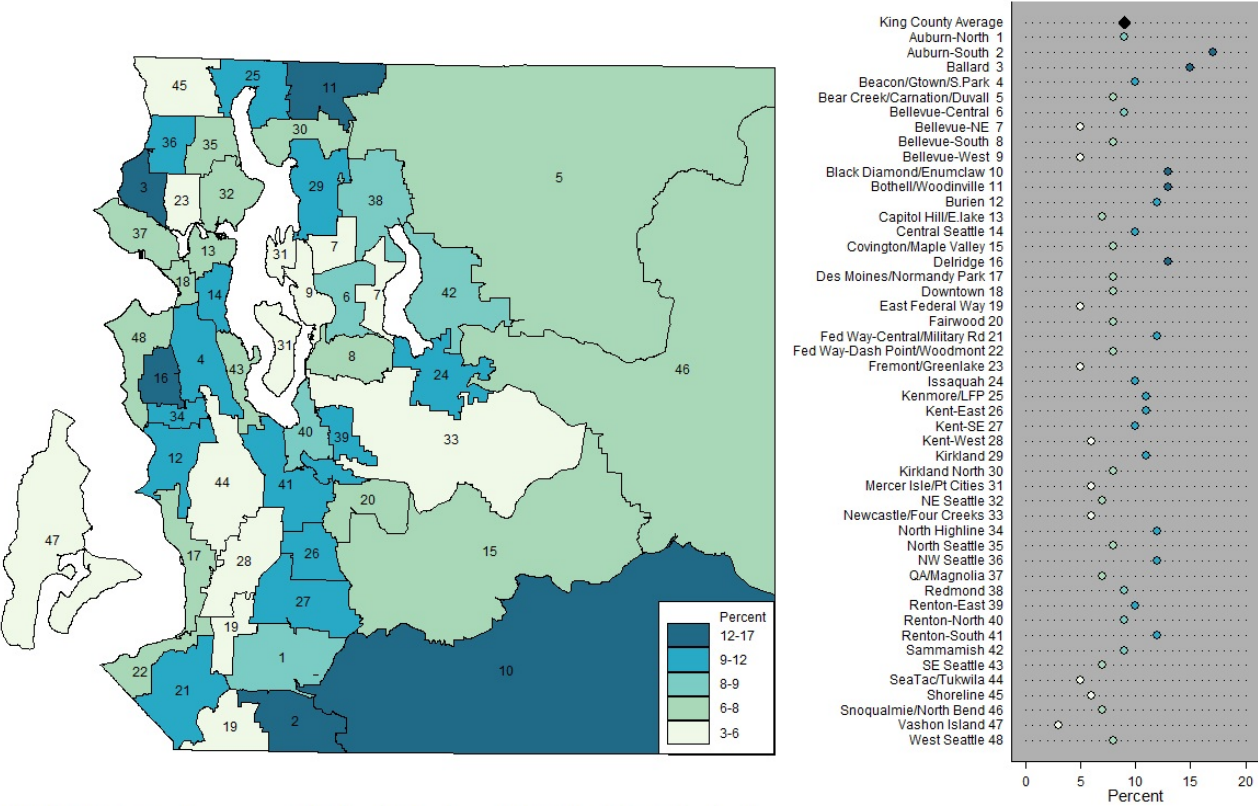 45
25
11
36
35
30
5
3
23
32
29
38
37
13
31
7
18
14
9
6
7
42
48
4
43
31
8
24
46
16
34
40
39
33
12
44
41
20
47
17
28
26
15
27
19
1
22
21
10
19
2
Percent
12-17
9-12
8-9
6-8
3-6
King County Average
Auburn-North 1
Auburn-South 2
Ballard 3
Beacon/Gtown/S.Park 4
Bear Creek/Carnation/Duvall 5
Bellevue-Central 6
Bellevue-NE 7
Bellevue-South 8
Bellevue-West 9
Black Diamond/Enumclaw 10
Bothell/Woodinville 11
Burien 12
Capitol Hill/E.lake 13
Central Seattle 14
Covington/Maple Valley 15
Delridge 16
Des Moines/Normandy Park 17
Downtown 18
East Federal Way 19
Fairwood 20
Fed Way-Central/Military Rd 21
Fed Way-Dash Point/Woodmont 22
Fremont/Greenlake 23
Issaquah 24
Kenmore/LFP 25
Kent-East 26
Kent-SE 27
Kent-West 28
Kirkland 29
Kirkland North 30
Mercer Isle/Pt Cities 31
NE Seattle 32
Newcastle/Four Creeks 33
North Highline 34
North Seattle 35
NW Seattle 36
QA/Magnolia 37
Redmond 38
Renton-East 39
Renton-North 40
Renton-South 41
Sammamish 42
SE Seattle 43
SeaTac/Tukwila 44
Shoreline 45
Snoqualmie/North Bend 46
Vashon Island 47
West Seattle 48
0 5 10 15 20
Percent